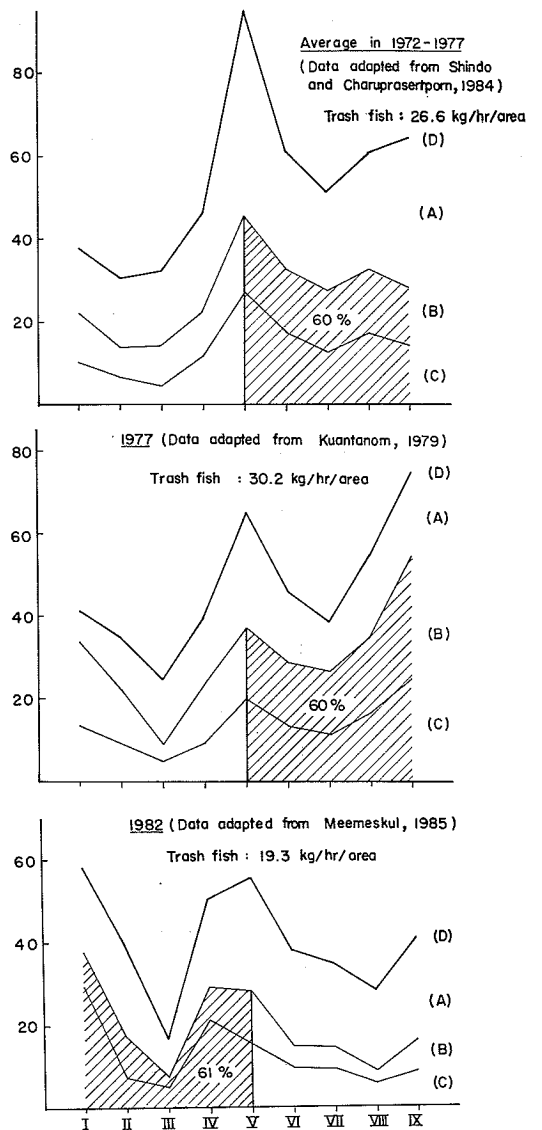 Average in 1972-1977
(Data adapted from Shindo
and Charuprasertporn, 1984)
Trash fish : 26.6 kg/hr/area
80
60
40
20
(D)
(A)
(B)
(C)
60 %
1977 (Data adapted from Kuantanom, 1979)
Trash fish : 30.2 kg/hr/area
80
60
40
20
(D)
(A)
(B)
(C)
60 %
1982 (Data adapted from Meemeskul, 1985)
Trash fish : 19.3 kg/hr/area
60
40
20
(D)
(A)
(B)
(C)
61 %
I II III IV V VI VII VIII IX